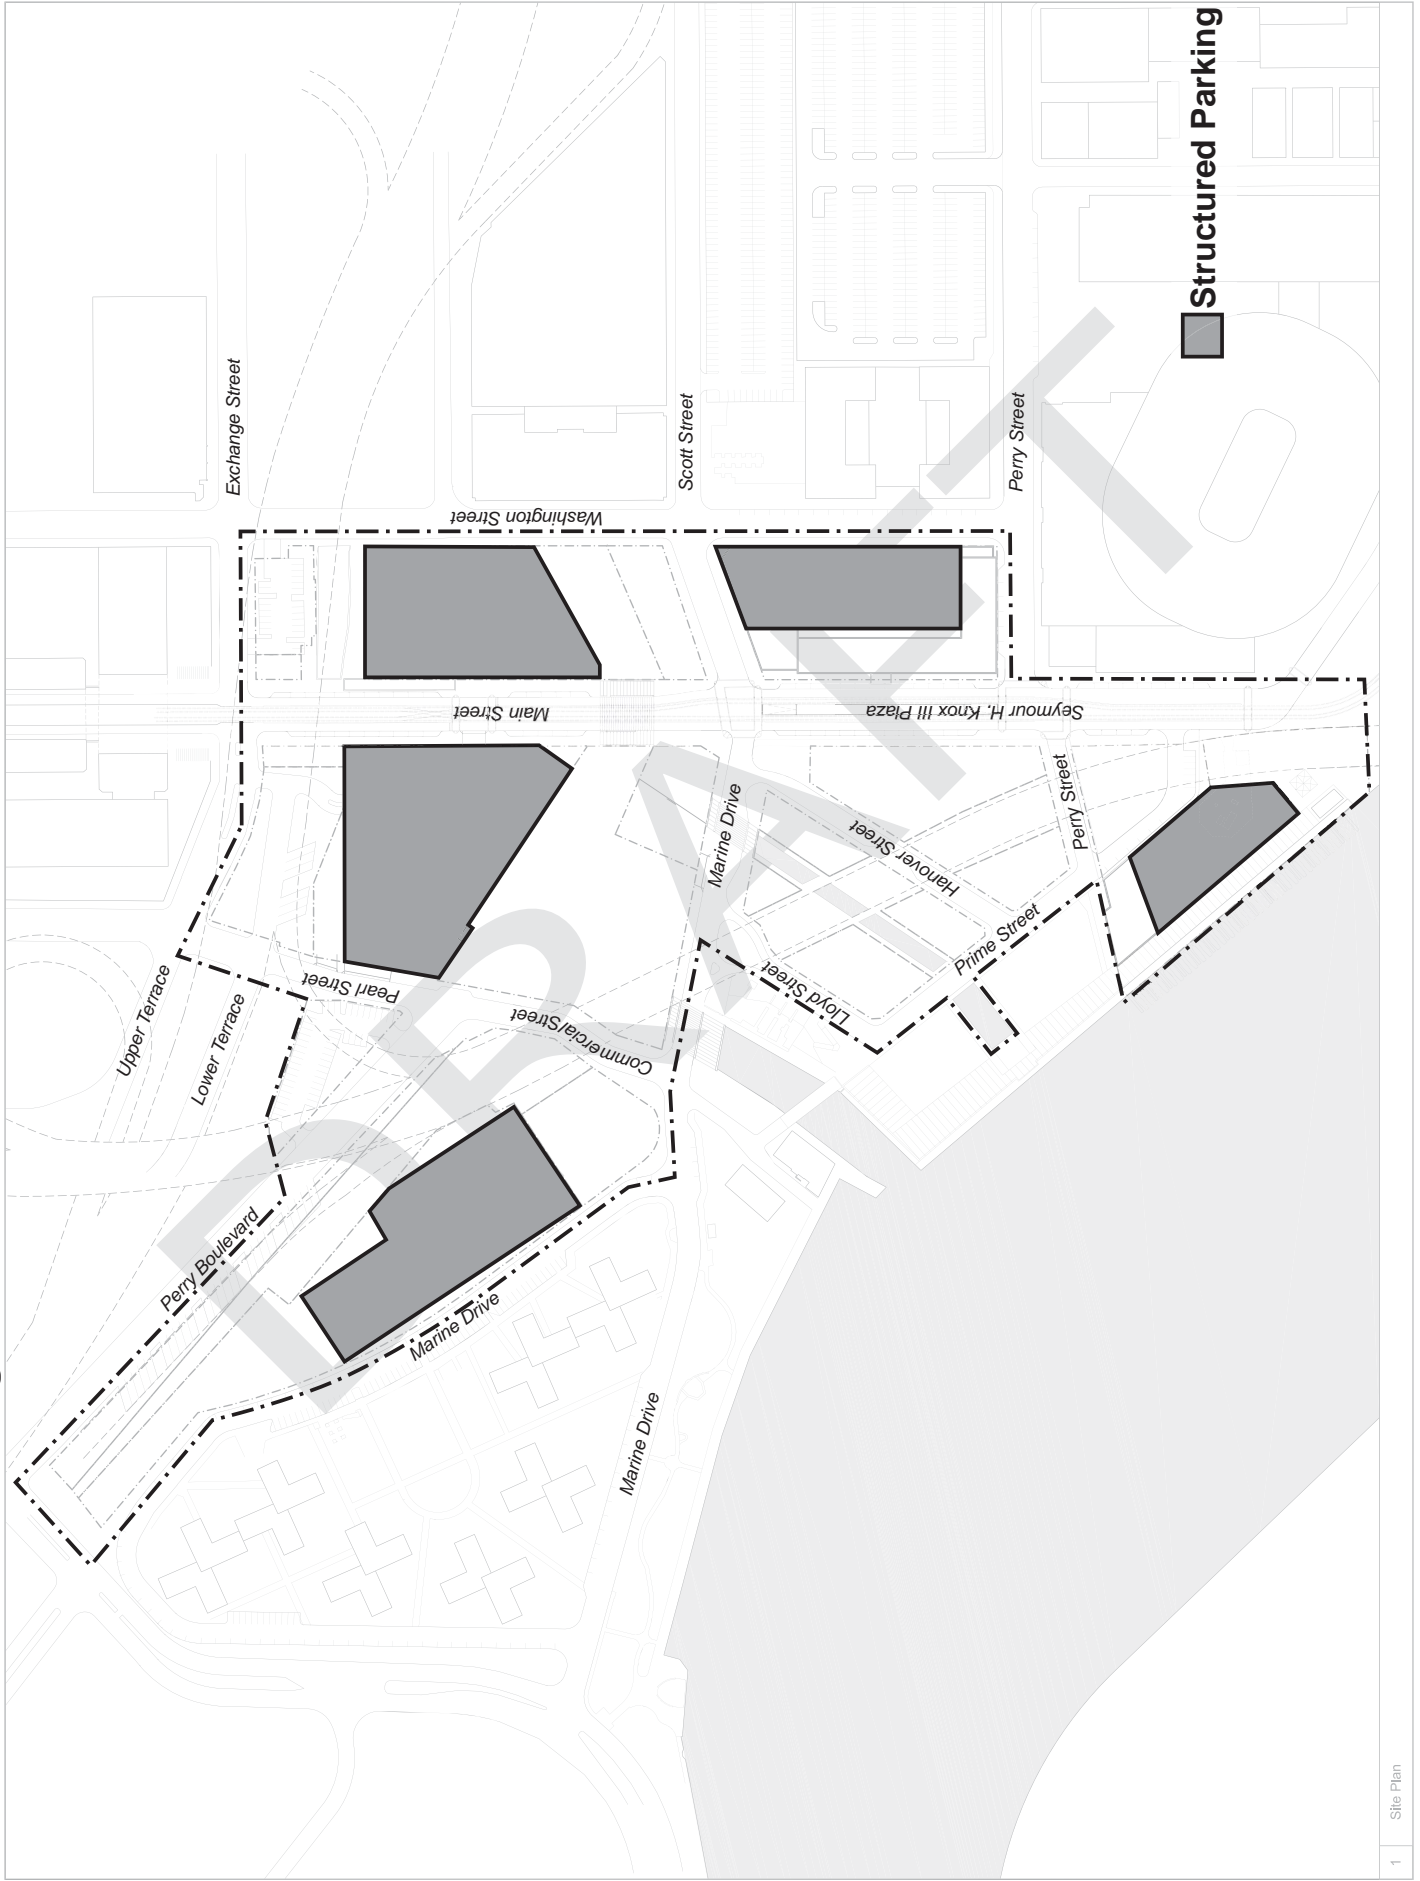 Structured Parking
Exchange Street
Scott Street
Perry Street
Washington Street
Main Street
Seymour H. Knox III Plaza
Upper Terrace
Lower Terrace
Pearl Street
Commercial Street
Marine Drive
Hanover Street
Perry Street
Lloyd Street
Prime Street
Perry Boulevard
Marine Drive
Marine Drive
DRAFT
1
Site Plan